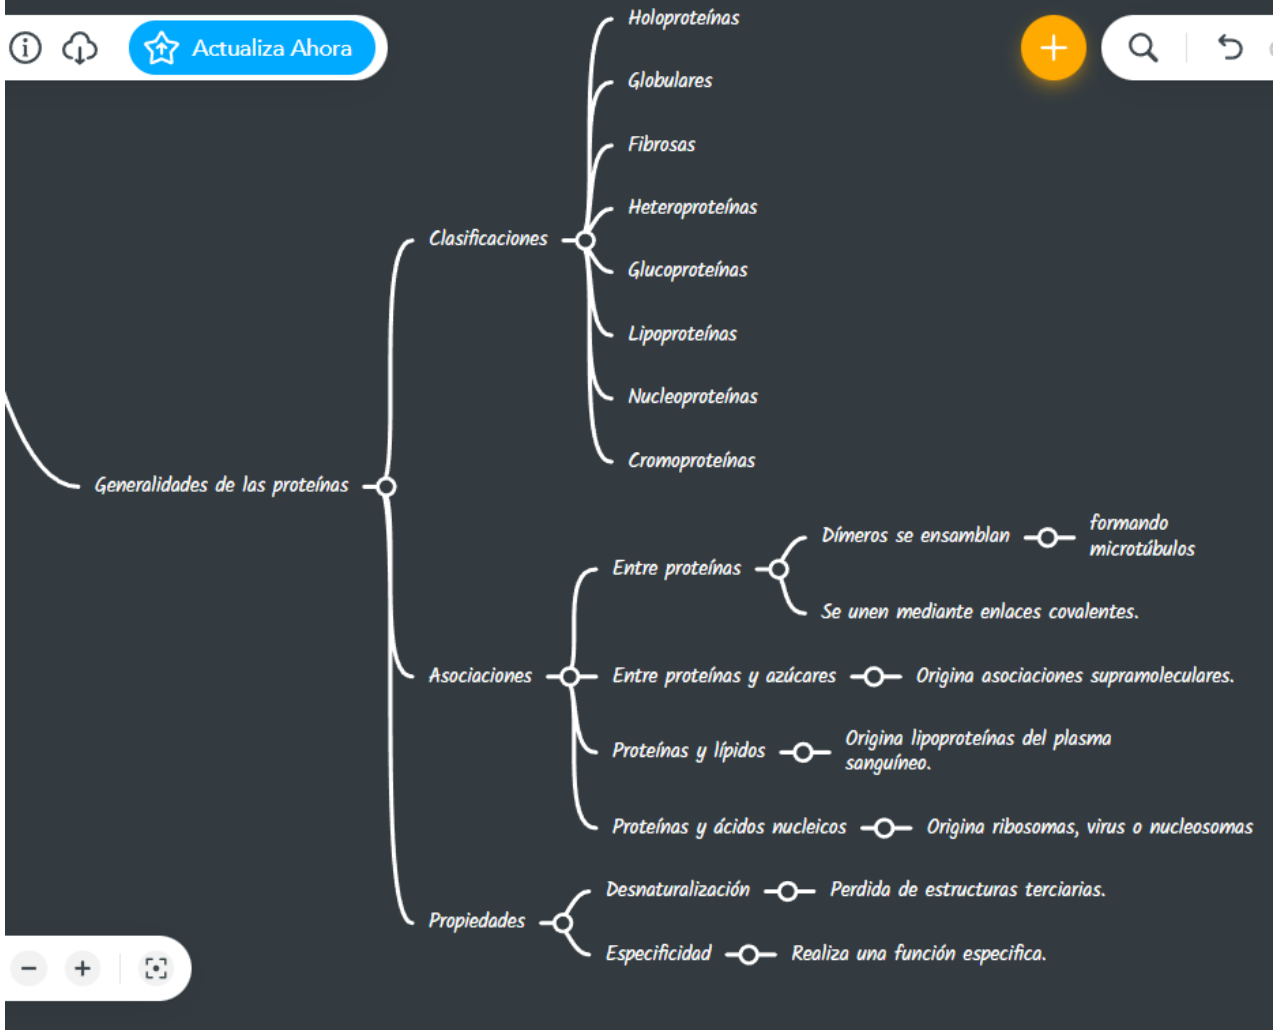 Actualiza Ahora
Holoproteínas
Globulares
Fibrosas
Heteroproteínas
Clasificaciones
Glucoproteínas
Lipoproteínas
Nucleoproteínas
Cromoproteínas
Generalidades de las proteínas
Dímeros se ensamblan
formando
microtúbulos
Entre proteínas
Se unen mediante enlaces covalentes.
Asociaciones
Entre proteínas y azúcares
Origina asociaciones supramoleculares.
Proteínas y lípidos
Origina lipoproteínas del plasma
sanguíneo.
Proteínas y ácidos nucleicos
Origina ribosomas, virus o nucleosomas
Desnaturalización
Perdida de estructuras terciarias.
Propiedades
Especificidad
Realiza una función especifica.